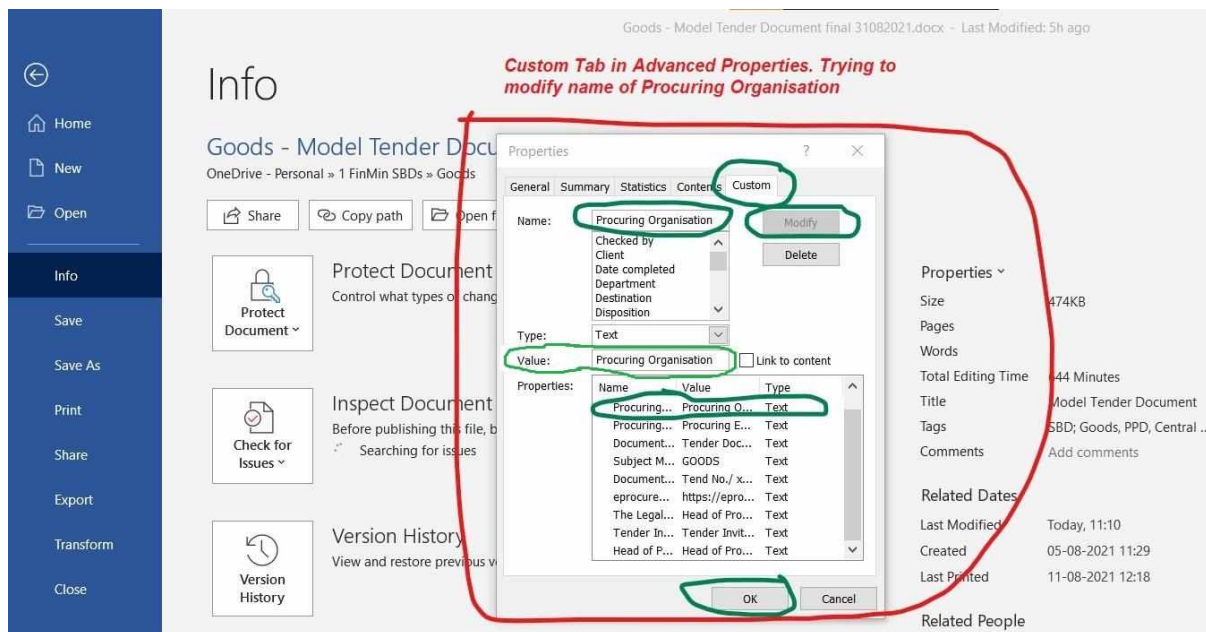 Goods - Model Tender Document final 31082021.docx - Last Modified: 5h ago
Custom Tab in Advanced Properties. Trying to
modify name of Procuring Organisation
Info
Home
New
Open
Info
Save
Save As
Print
Share
Export
Transform
Close
Goods - Model Tender Docu
OneDrive - Personal » 1 FinMin SBDs » Goods
Share
Copy path
Open f
Protect
Document
Protect Document
Control what types of chang
Check for
Issues
Inspect Document
Before publishing this file, b
Searching for issues
Version
History
Version History
View and restore previous v
Properties
?
General Summary Statistics Contents Custom
Name: Procuring Organisation Modify
Checked by
Client
Date completed
Department
Destination
Disposition
Delete
Type: Text
Value: Procuring Organisation Link to content
Properties: Name Value Type
Procuring... Procuring O... Text
Procuring... Procuring E... Text
Document... Tender Doc... Text
Subject M... GOODS Text
Document... Tend No./ x... Text
eprocure... https://epro... Text
The Legal... Head of Pro... Text
Tender In... Tender Invit... Text
Head of P... Head of Pro... Text
OK Cancel
Properties
Size 474KB
Pages
Words
Total Editing Time 644 Minutes
Title Model Tender Document
Tags SBD; Goods, PPD, Central ..
Comments Add comments
Related Dates
Last Modified Today, 11:10
Created 05-08-2021 11:29
Last Printed 11-08-2021 12:18
Related People